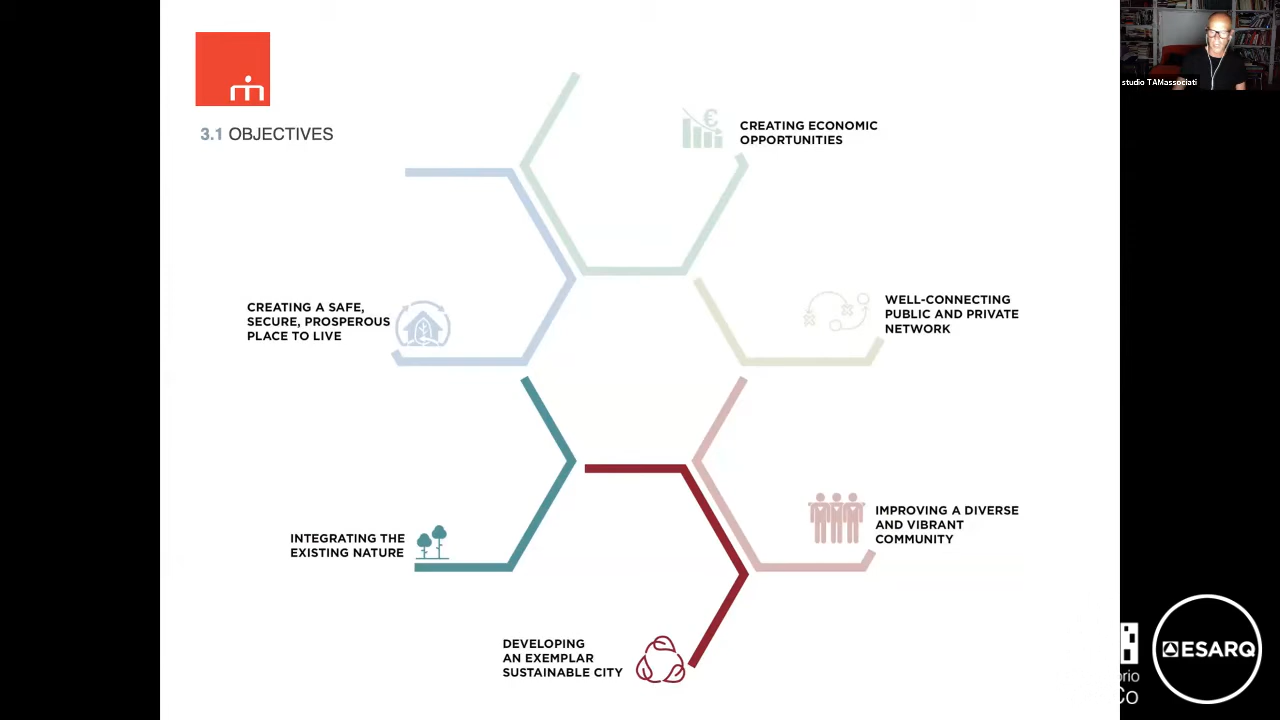 studio TAMassociati
3.1 OBJECTIVES
CREATING ECONOMIC
OPPORTUNITIES
CREATING A SAFE,
SECURE, PROSPEROUS
PLACE TO LIVE
WELL-CONNECTING
PUBLIC AND PRIVATE
NETWORK
INTEGRATING THE
EXISTING NATURE
IMPROVING A DIVERSE
AND VIBRANT
COMMUNITY
DEVELOPING
AN EXEMPLAR
SUSTAINABLE CITY
ESARQ